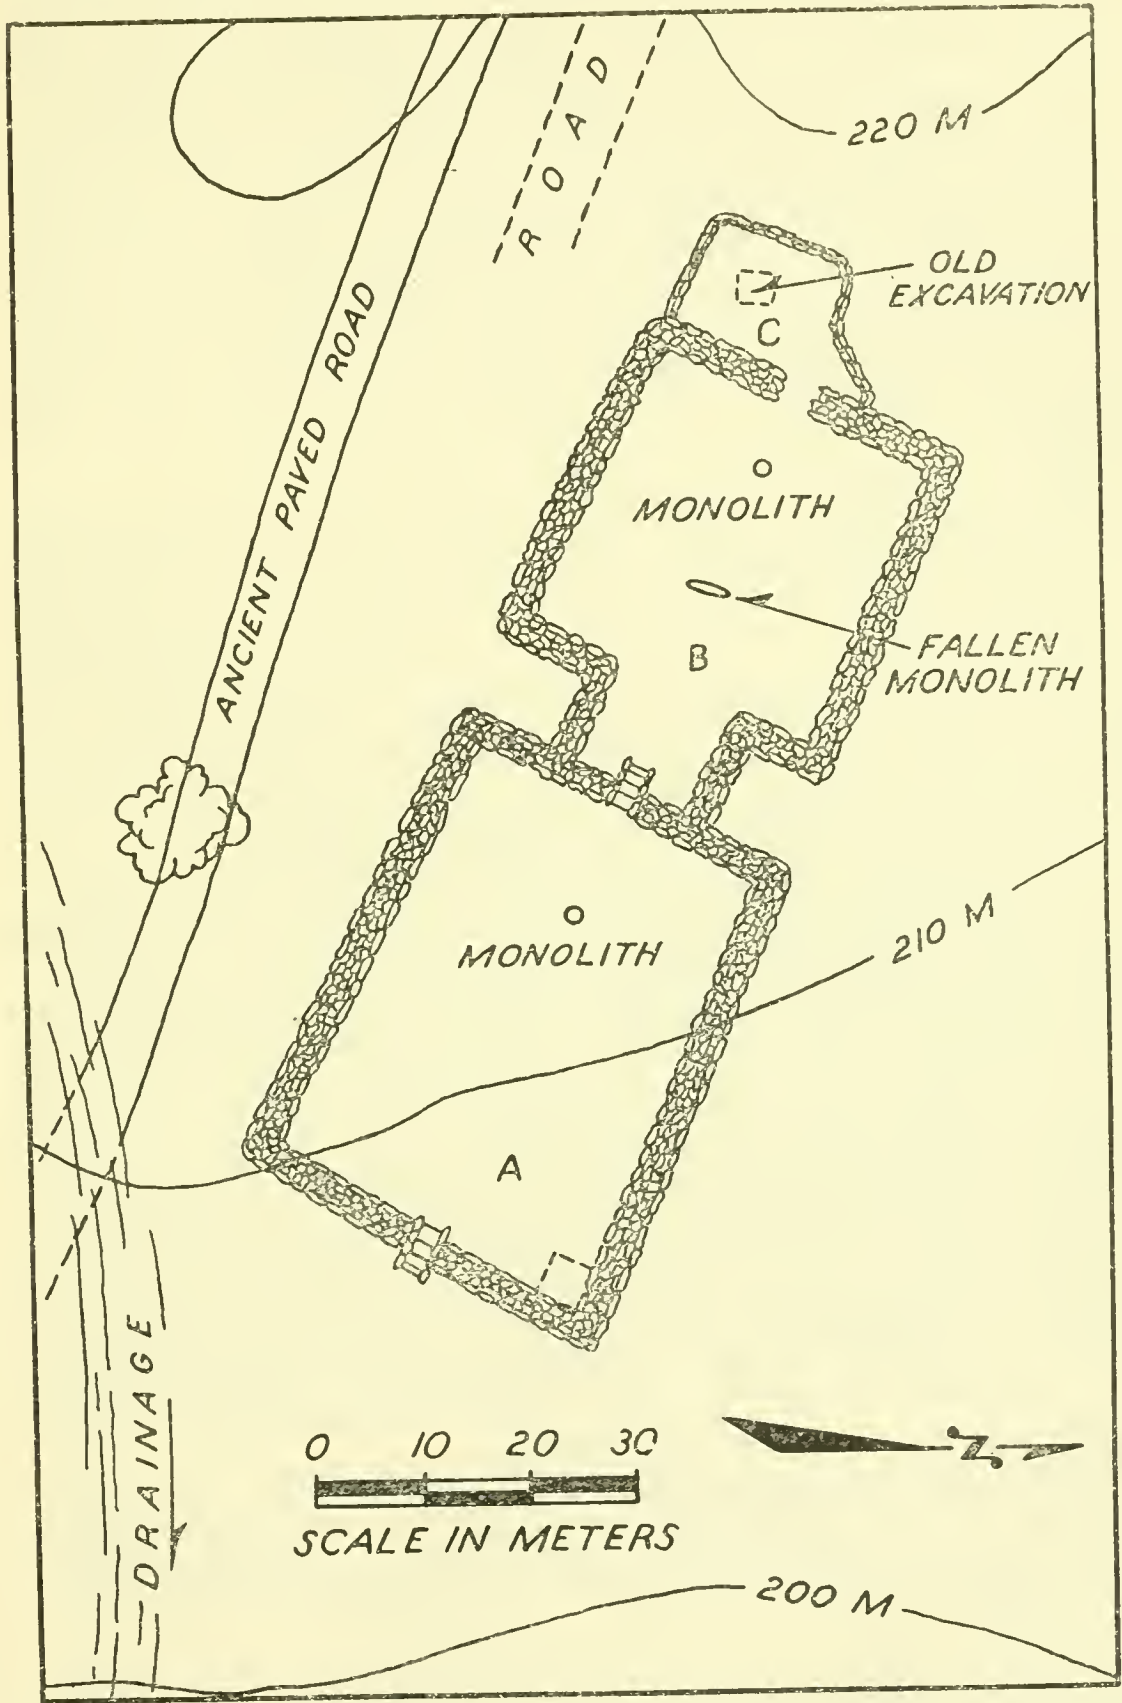 220 M
ROAD
OLD
EXCAVATION
C
ANCIENT PAVED ROAD
MONOLITH
FALLEN
MONOLITH
B
210 M
MONOLITH
A
DRAINAGE
N
0 10 20 30
SCALE IN METERS
200 M